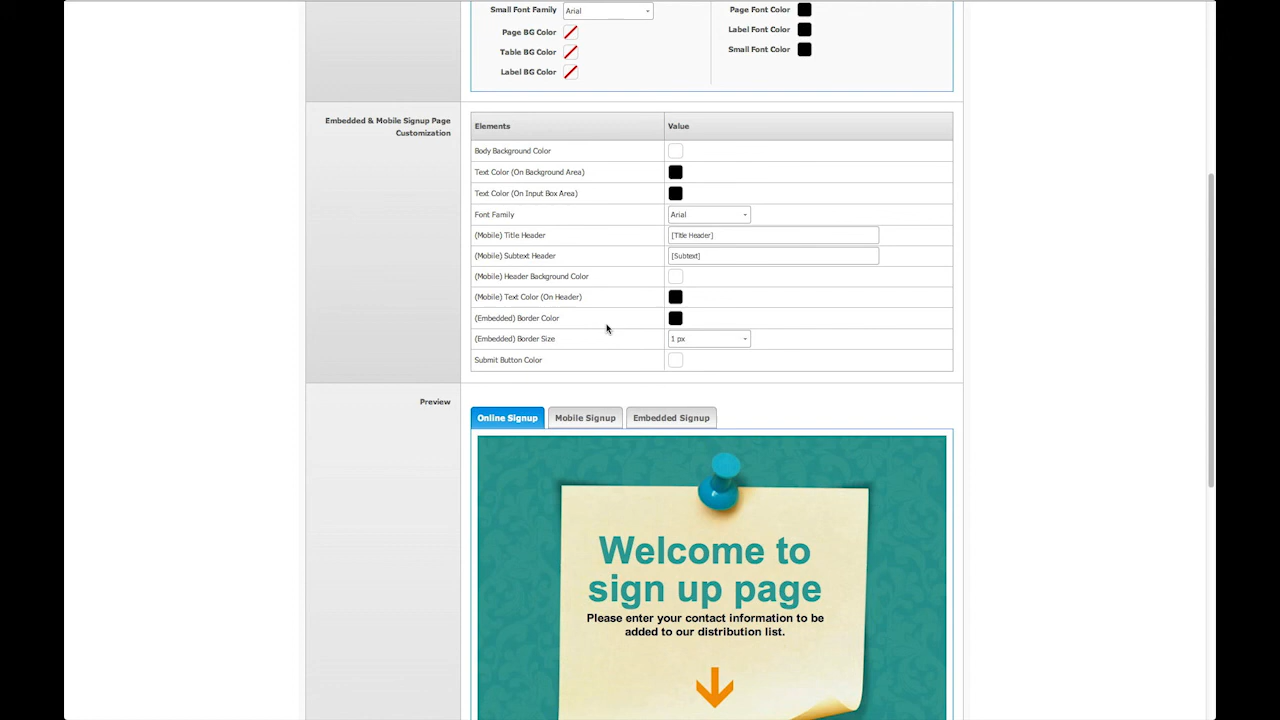 Small Font Family Arial Page Font Color
Page BG Color Label Font Color
Table BG Color Small Font Color
Label BG Color
Embedded & Mobile Signup Page
Customization
Elements Value
Body Background Color
Text Color (On Background Area)
Text Color (On Input Box Area)
Font Family Arial
(Mobile) Title Header [Title Header]
(Mobile) Subtext Header [Subtext]
(Mobile) Header Background Color
(Mobile) Text Color (On Header)
(Embedded) Border Color
(Embedded) Border Size 1 px
Submit Button Color
Preview
Online Signup Mobile Signup Embedded Signup
Welcome to
sign up page
Please enter your contact information to be
added to our distribution list.